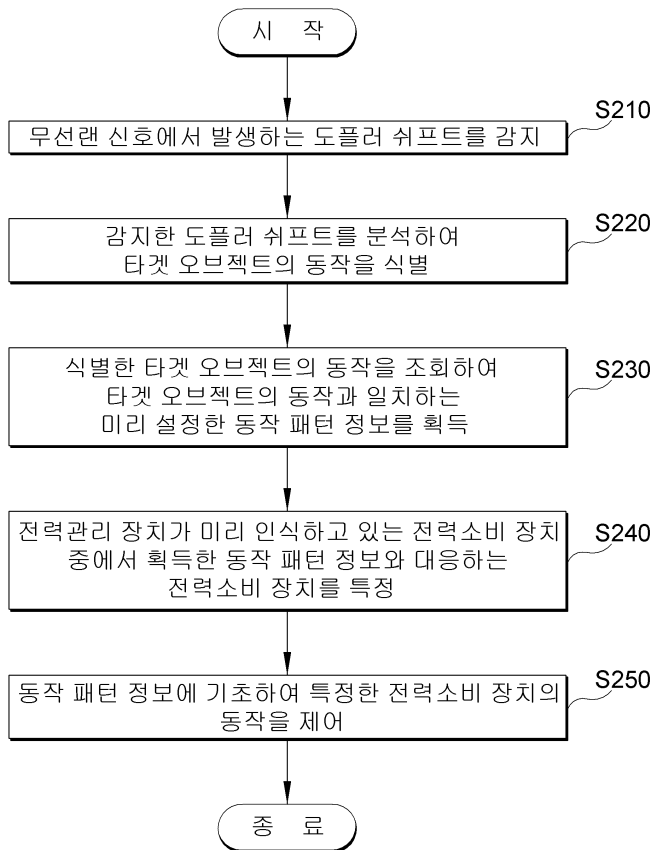 시 작
무선랜 신호에서 발생하는 도플러 쉬프트를 감지
S210
감지한 도플러 쉬프트를 분석하여
타겟 오브젝트의 동작을 식별
S220
식별한 타겟 오브젝트의 동작을 조회하여
타겟 오브젝트의 동작과 일치하는
미리 설정한 동작 패턴 정보를 획득
S230
전력관리 장치가 미리 인식하고 있는 전력소비 장치
중에서 획득한 동작 패턴 정보와 대응하는
전력소비 장치를 특정
S240
동작 패턴 정보에 기초하여 특정한 전력소비 장치의
동작을 제어
S250
종 료